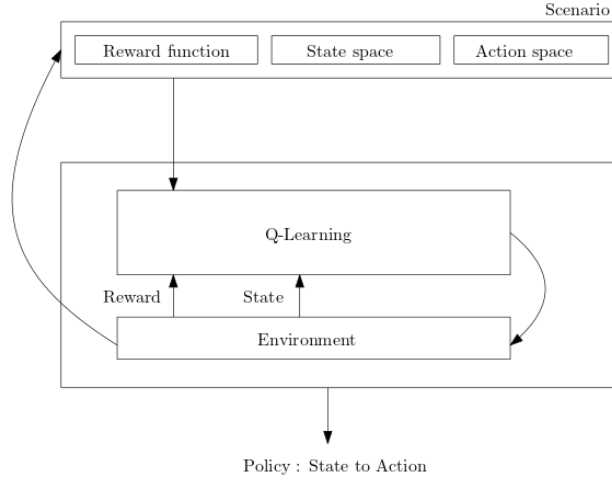 Scenario
Reward function State space Action space
Q-Learning
Reward State
Environment
Policy : State to Action